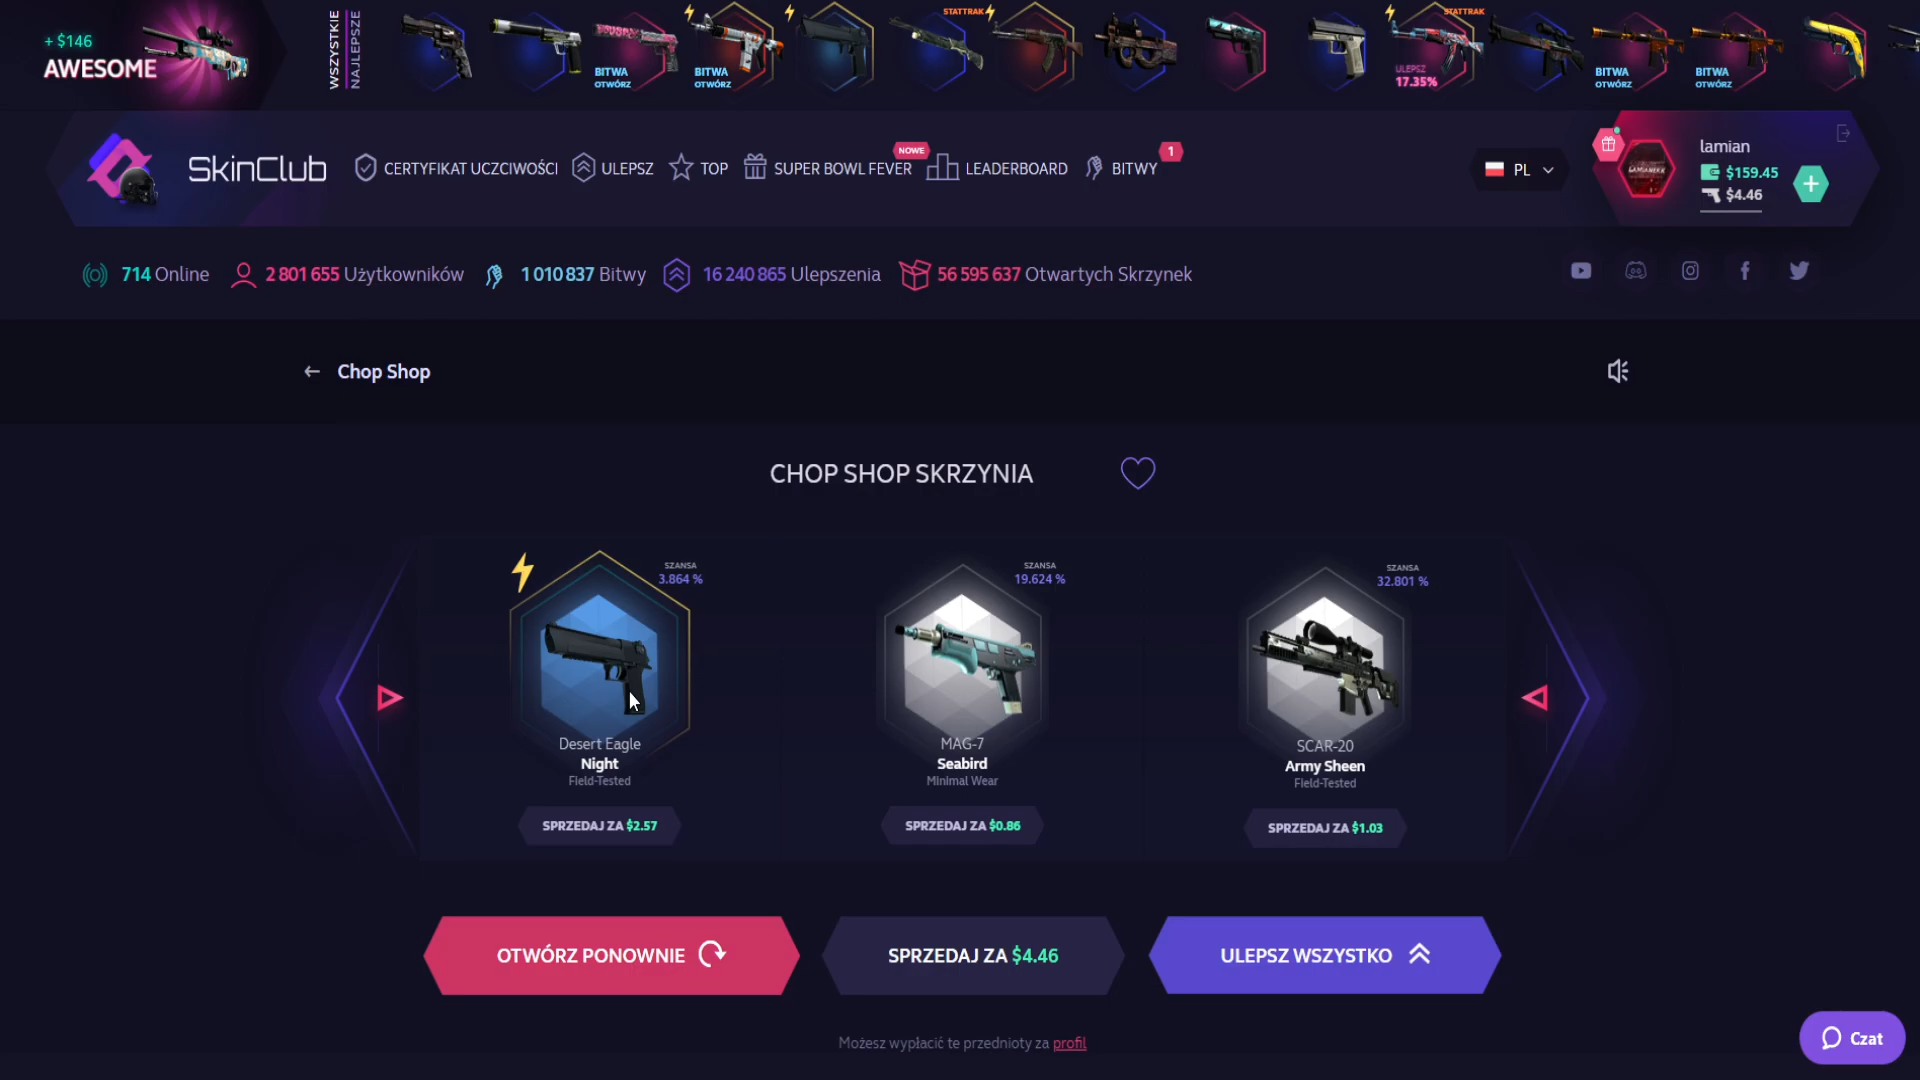 + $146
AWESOME
WSZYSTKIE
NAJLEPSZE
BITWA
OTWÓRZ
BITWA
OTWÓRZ
STATTRAK
ULEPSZ
17.35%
STATTRAK
BITWA
OTWÓRZ
BITWA
OTWÓRZ
SkinClub
CERTYFIKAT UCZCIWOŚCI
ULEPSZ
TOP
SUPER BOWL FEVER
NOWE
LEADERBOARD
BITWY
1
PL
lamian
$159.45
$4.46
714 Online
2 801 655 Użytkowników
1 010 837 Bitwy
16 240 865 Ulepszenia
56 595 637 Otwartych Skrzynek
Chop Shop
CHOP SHOP SKRZYNIA
SZANSA
3.864 %
Desert Eagle
Night
Field-Tested
SPRZEDAJ ZA $2.57
SZANSA
19.624 %
MAG-7
Seabird
Minimal Wear
SPRZEDAJ ZA $0.86
SZANSA
32.801 %
SCAR-20
Army Sheen
Field-Tested
SPRZEDAJ ZA $1.03
OTWÓRZ PONOWNIE
SPRZEDAJ ZA $4.46
ULEPSZ WSZYSTKO
Możesz wypłacić te przednioty za profil
Czat